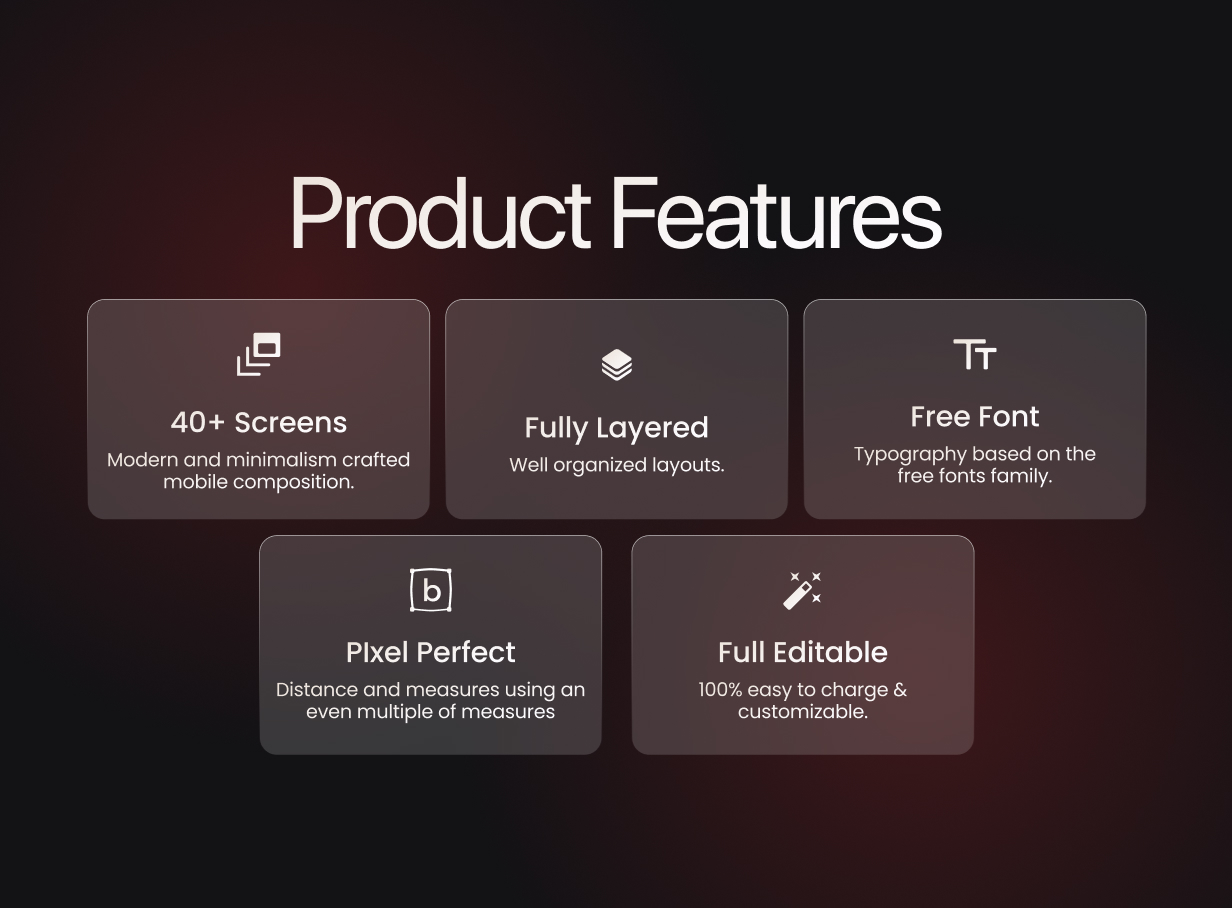 Product Features
40+ Screens
Modern and minimalism crafted
mobile composition.
Fully Layered
Well organized layouts.
Free Font
Typography based on the
free fonts family.
b
PIxel Perfect
Distance and measures using an
even multiple of measures
Full Editable
100% easy to charge &
customizable.